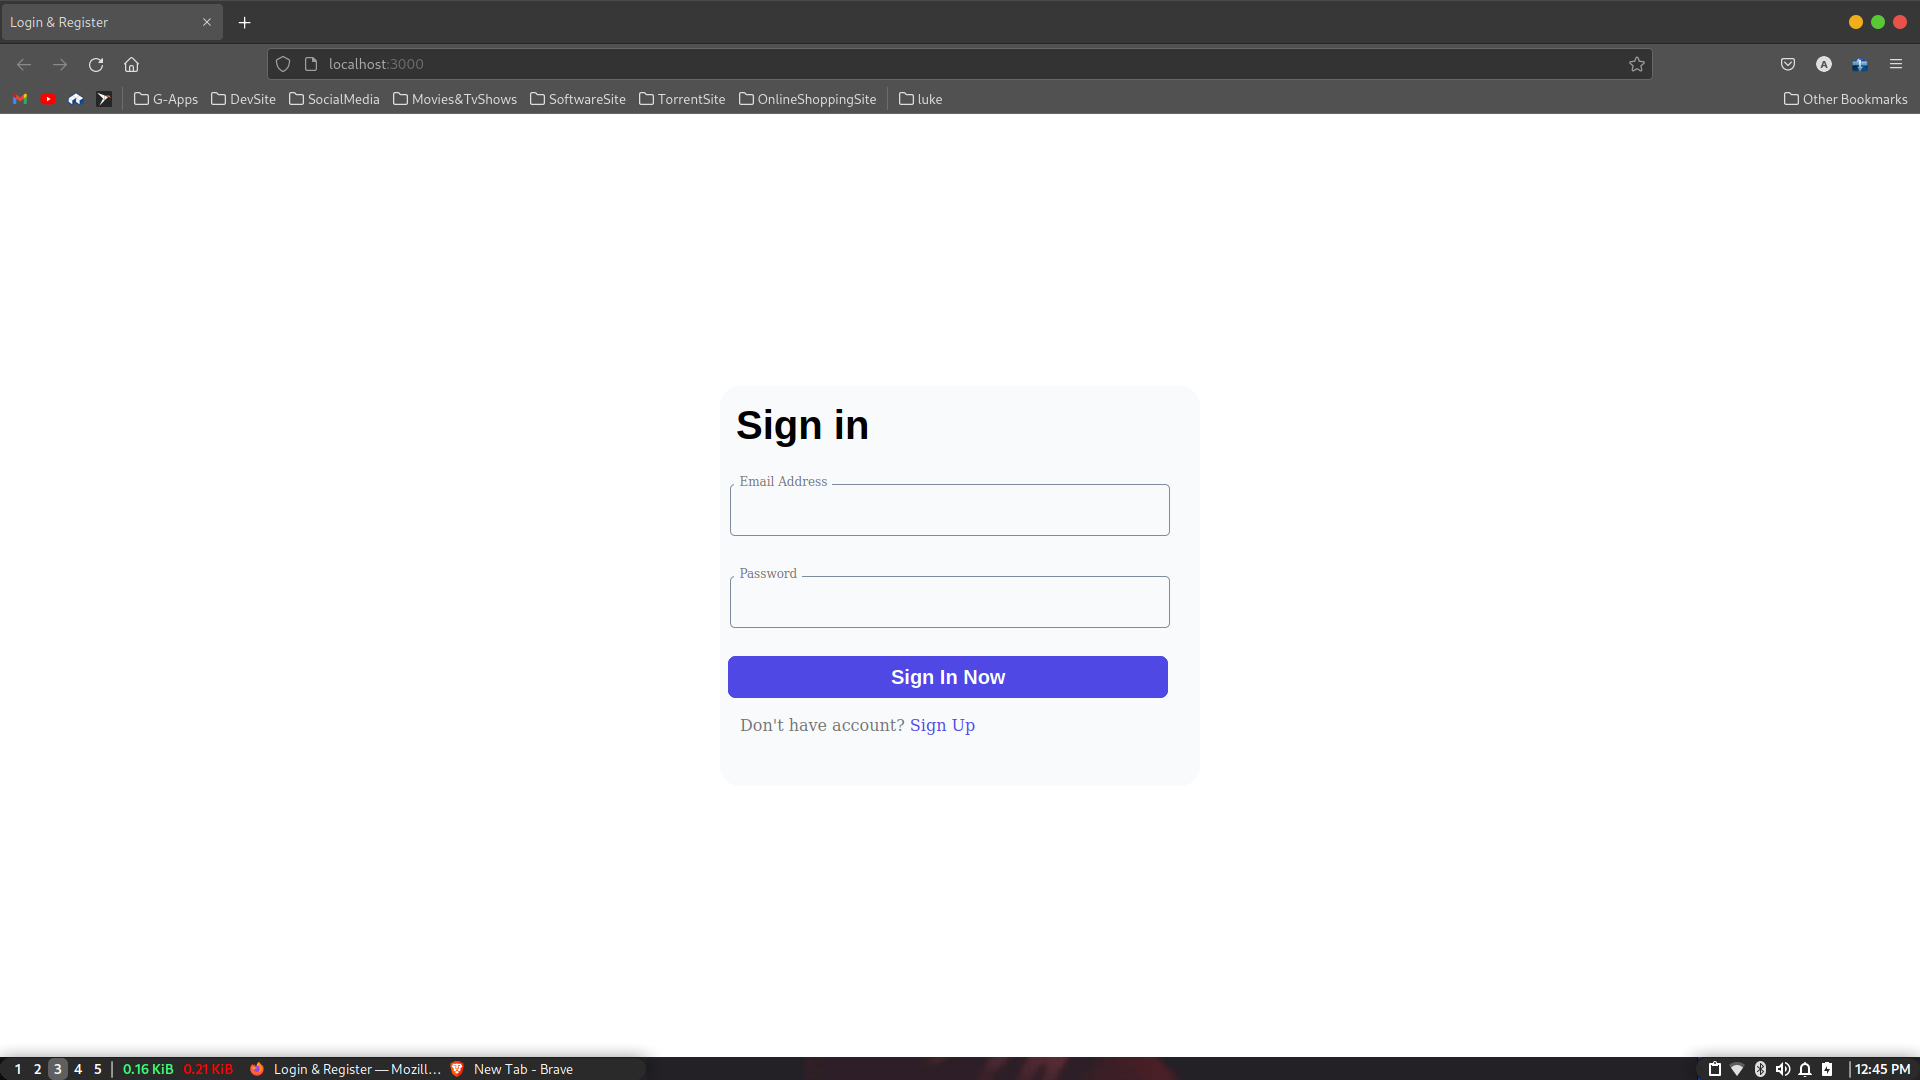 Login & Register
localhost:3000
G-Apps DevSite SocialMedia Movies&TvShows SoftwareSite TorrentSite OnlineShoppingSite luke Other Bookmarks
Sign in
Email Address
Password
Sign In Now
Don't have account? Sign Up
1 2 3 4 5 | 0.16 KiB 0.21 KiB Login & Register — Mozill... New Tab - Brave 12:45 PM